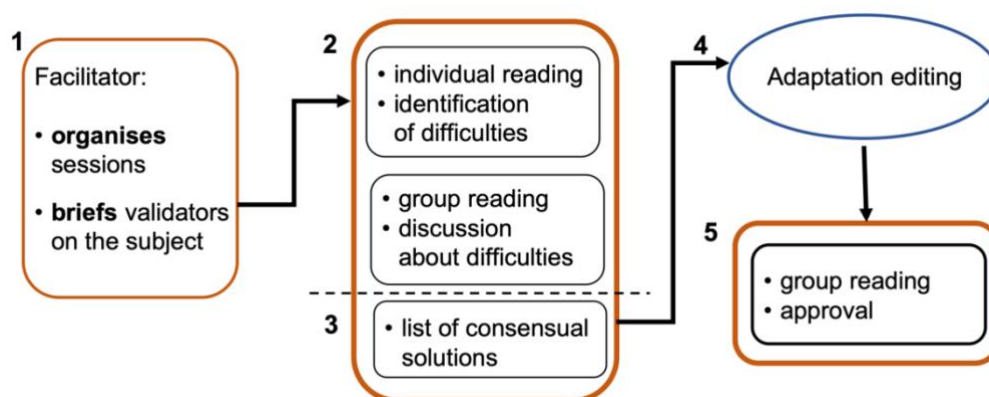 1
Facilitator:
• organises
sessions
• briefs validators
on the subject
2
• individual reading
• identification
of difficulties
• group reading
• discussion
about difficulties
3
• list of consensual
solutions
4
Adaptation editing
5
• group reading
• approval